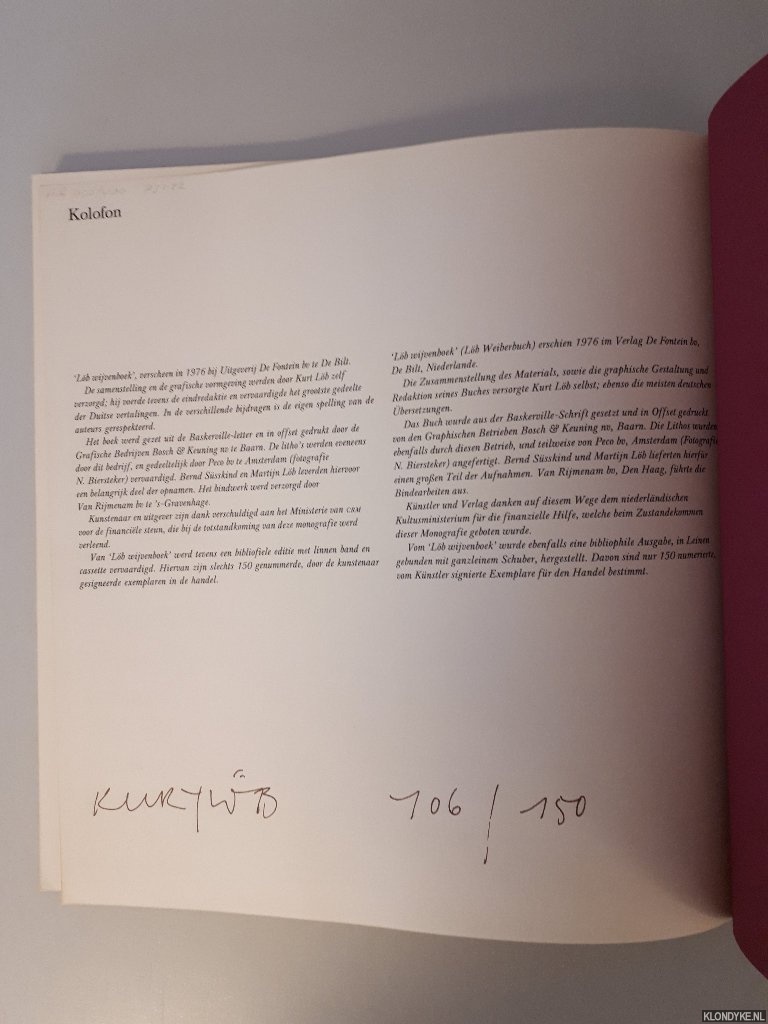 Kolofon
'Löb wijvenboek', verscheen in 1976 bij Uitgeverij De Fontein bv te De Bilt.
De samenstelling en de grafische vormgeving werden door Kurt Löb zelf
verzorgd; hij voerde tevens de eindredaktie en vervaardigde het grootste gedeelte
der Duitse vertalingen. In de verschillende bijdragen is de eigen spelling van de
auteurs gerespekteerd.
Het boek werd gezet uit de Baskerville-letter en in offset gedrukt door de
Grafische Bedrijven Bosch & Keuning nv te Baarn. De litho's werden eveneens
door dit bedrijf, en gedeeltelijk door Peco bv te Amsterdam (fotografie
N. Biersteker) vervaardigd. Bernd Süsskind en Martijn Löb leverden hiervoor
een belangrijk deel der opnamen. Het bindwerk werd verzorgd door
Van Rijmenam bv te 's-Gravenhage.
Kunstenaar en uitgever zijn dank verschuldigd aan het Ministerie van CRM
voor de financiële steun, die bij de totstandkoming van deze monografie werd
verleend.
Van 'Löb wijvenboek' werd tevens een bibliofiele editie met linnen band en
cassette vervaardigd. Hiervan zijn slechts 150 genummerde, door de kunstenaar
gesigneerde exemplaren in de handel.
'Löb wijvenboek' (Löb Weiberbuch) erschien 1976 im Verlag De Fontein bv,
De Bilt, Niederlande.
Die Zusammenstellung des Materials, sowie die graphische Gestaltung und
Redaktion seines Buches versorgte Kurt Löb selbst; ebenso die meisten deutschen
Übersetzungen.
Das Buch wurde aus der Baskerville-Schrift gesetzt und in Offset gedruckt
von den Graphischen Betrieben Bosch & Keuning nv, Baarn. Die Lithos wurden
ebenfalls durch diesen Betrieb, und teilweise von Peco bv, Amsterdam (Fotografie
N. Biersteker) angefertigt. Bernd Süsskind und Martijn Löb lieferten hierfür
einen großen Teil der Aufnahmen. Van Rijmenam bv, Den Haag, führte die
Bindearbeiten aus.
Künstler und Verlag danken auf diesem Wege dem niederländischen
Kultusministerium für die finanzielle Hilfe, welche beim Zustandekommen
dieser Monografie geboten wurde.
Vom 'Löb wijvenboek' wurde ebenfalls eine bibliophile Ausgabe, in Leinen
gebunden mit ganzleinem Schuber, hergestellt. Davon sind nur 150 numerierte,
vom Künstler signierte Exemplare für den Handel bestimmt.
KURT LÖB 106 / 150
KLONDYKE.NL